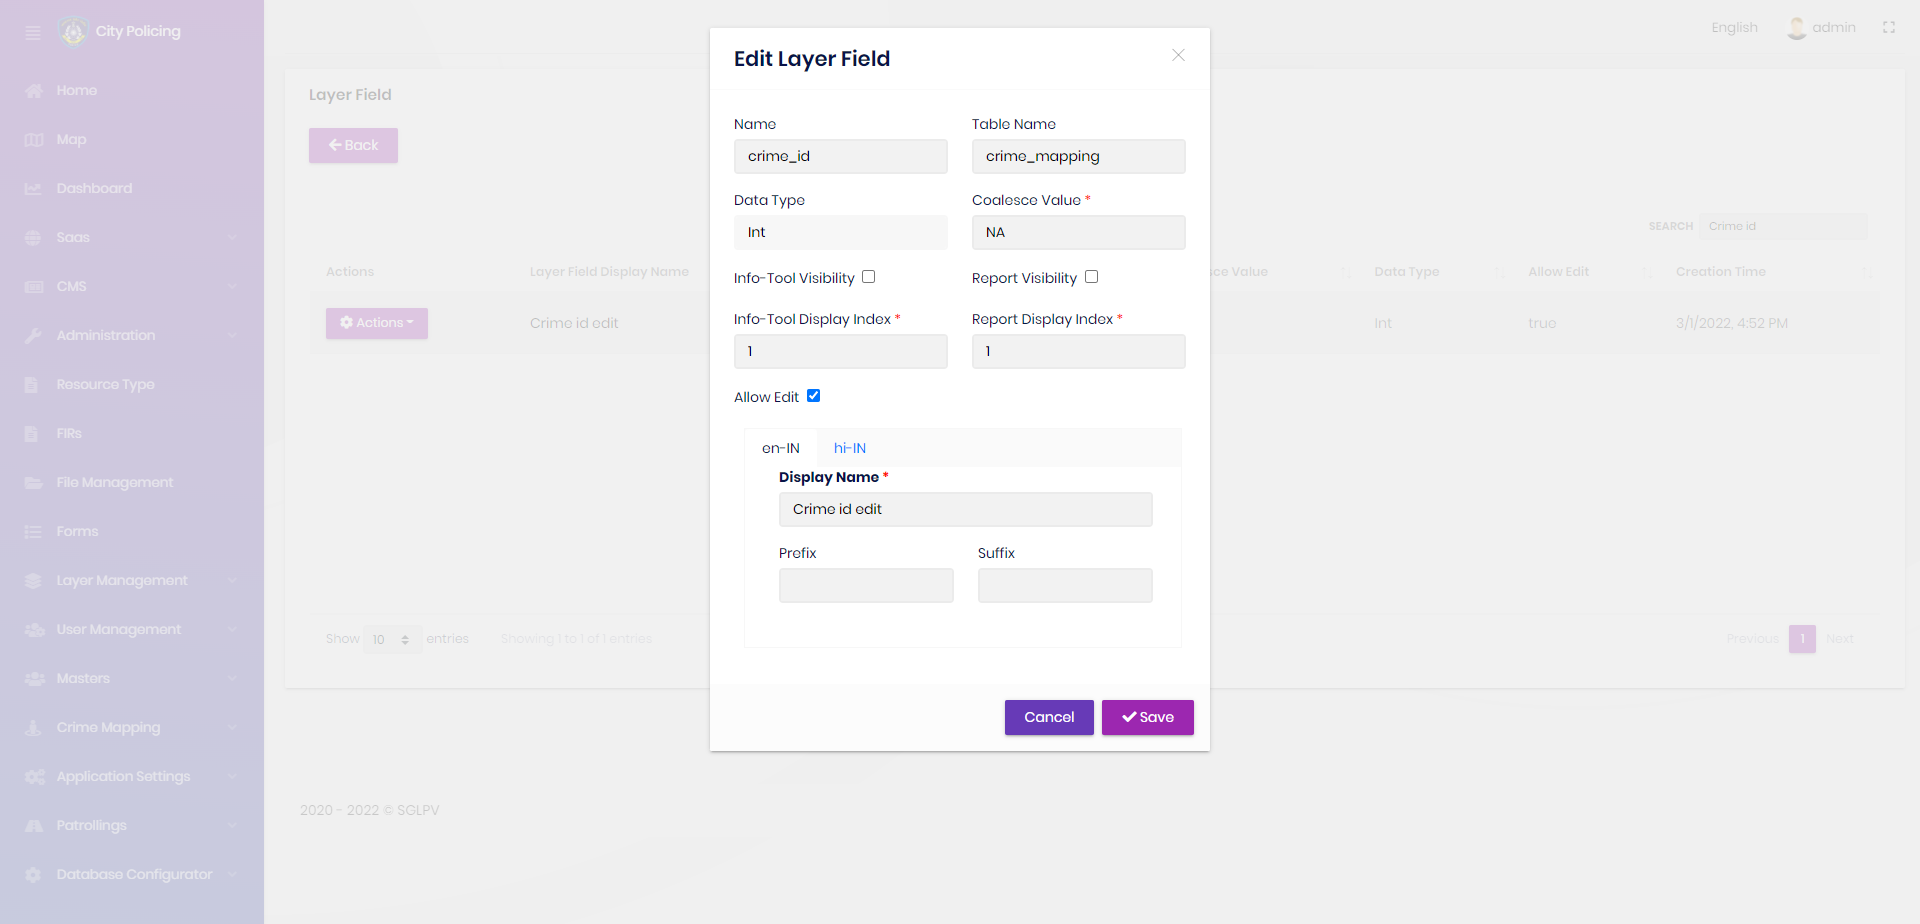 City Policing
English
admin
Home
Map
Dashboard
Saas
CMS
Administration
Resource Type
FIRs
File Management
Forms
Layer Management
User Management
Masters
Crime Mapping
Application Settings
Patrollings
Database Configurator
Layer Field
Back
SEARCH Crime id
Actions Layer Field Display Name ce Value Data Type Allow Edit Creation Time
Actions Crime id edit Int true 3/1/2022, 4:52 PM
Show 10 entries Showing 1 to 1 of 1 entries
Previous 1 Next
2020 - 2022 © SGLPV
Edit Layer Field
Name Table Name
crime_id crime_mapping
Data Type Coalesce Value *
Int NA
Info-Tool Visibility Report Visibility
Info-Tool Display Index * Report Display Index *
1 1
Allow Edit
en-IN hi-IN
Display Name *
Crime id edit
Prefix Suffix
Cancel Save